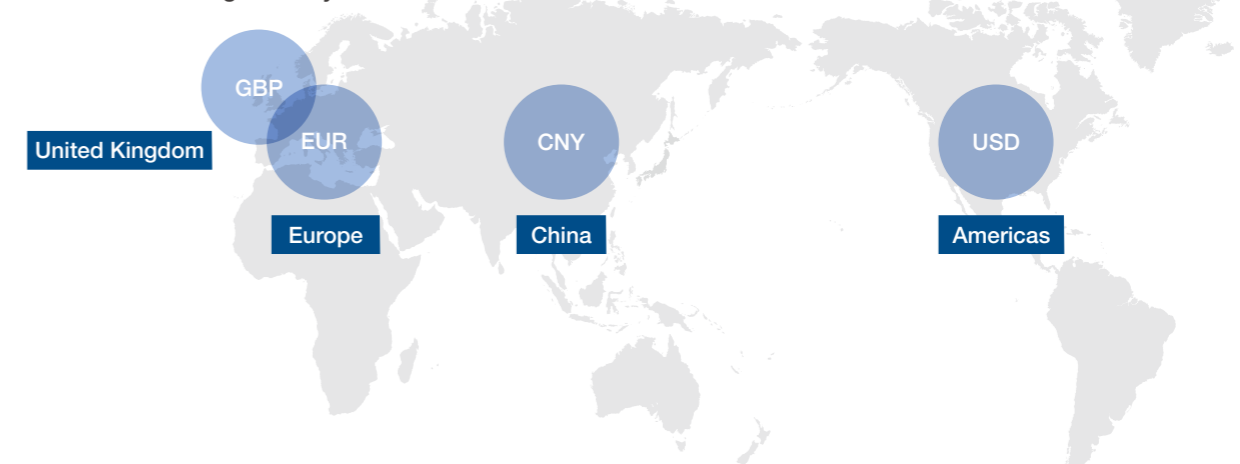 GBP
EUR
CNY
USD
United Kingdom
Europe
China
Americas